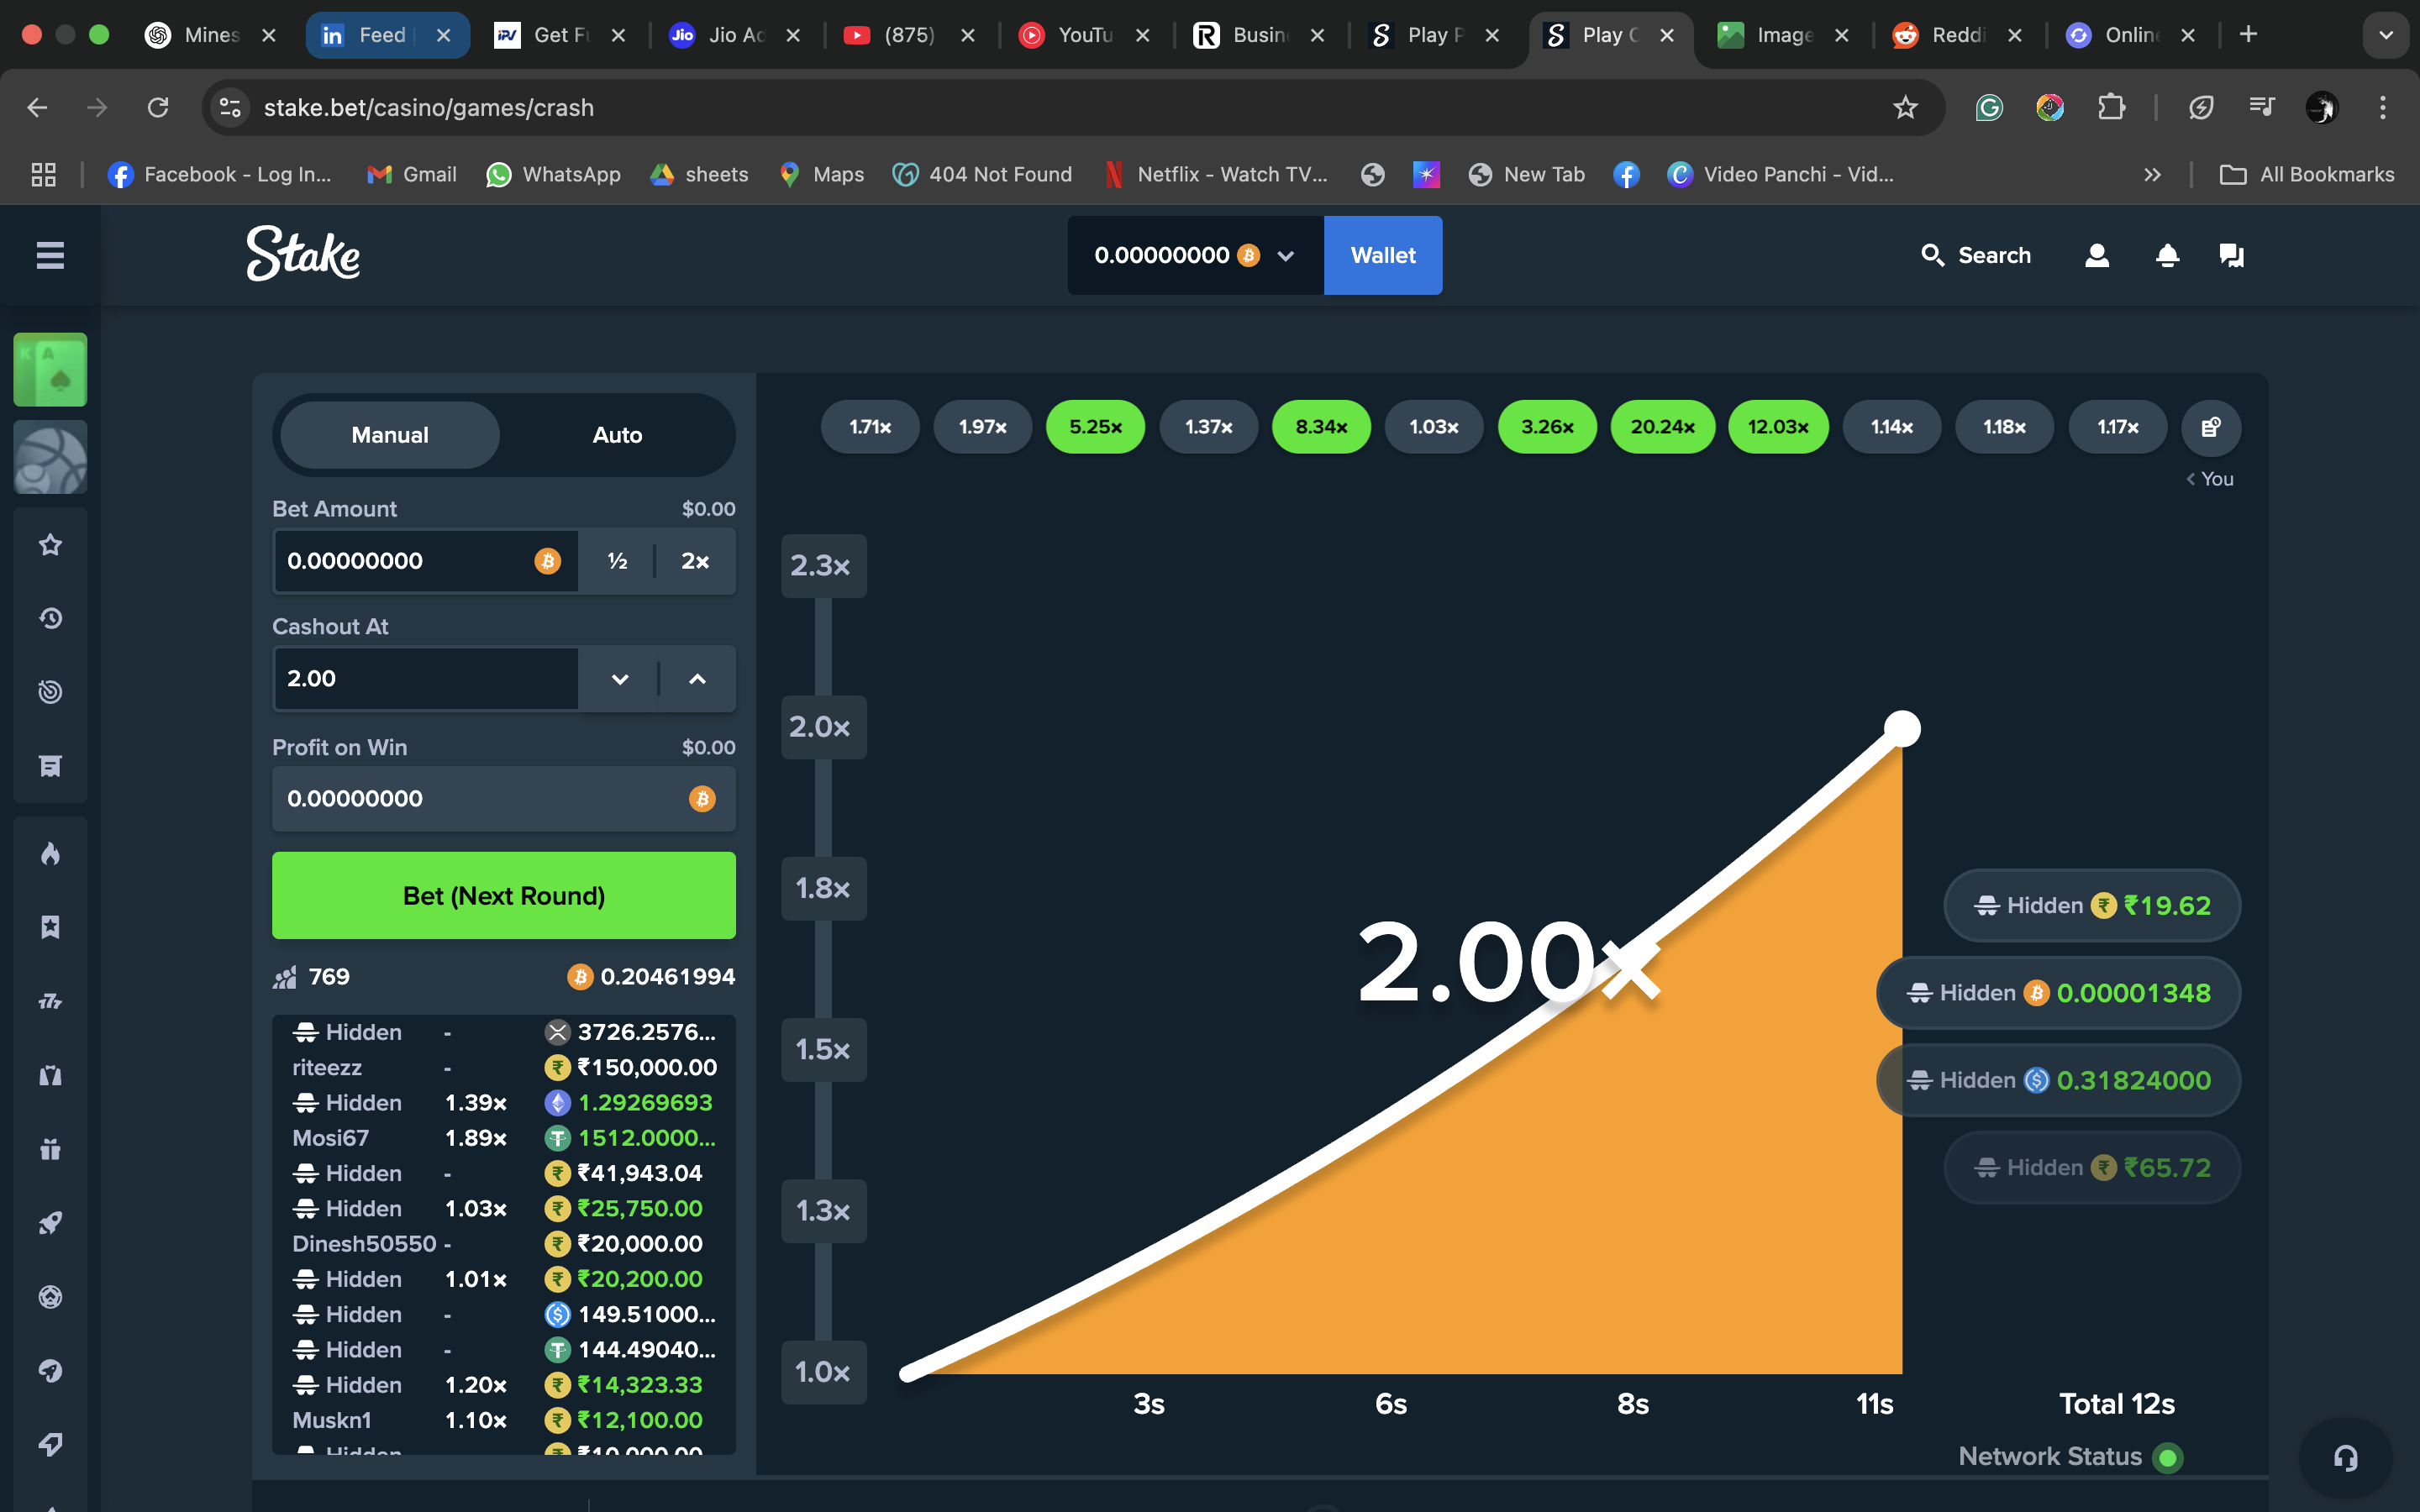 Mines
Feed
Get Fu
Jio Ad
(875)
YouTu
Busin
Play P
Play C
Image
Reddi
Online
stake.bet/casino/games/crash
Facebook - Log In...
Gmail
WhatsApp
sheets
Maps
404 Not Found
Netflix - Watch TV...
New Tab
Video Panchi - Vid...
All Bookmarks
Stake
0.00000000
Wallet
Search
Manual
Auto
1.71×
1.97×
5.25×
1.37×
8.34×
1.03×
3.26×
20.24×
12.03×
1.14×
1.18×
1.17×
You
Bet Amount $0.00
0.00000000 ½ 2×
Cashout At
2.00
Profit on Win $0.00
0.00000000
Bet (Next Round)
769 0.20461994
Hidden - 3726.2576...
riteezz - ₹150,000.00
Hidden 1.39× 1.29269693
Mosi67 1.89× 1512.0000...
Hidden - ₹41,943.04
Hidden 1.03× ₹25,750.00
Dinesh50550 - ₹20,000.00
Hidden 1.01× ₹20,200.00
Hidden - 149.51000...
Hidden - 144.49040...
Hidden 1.20× ₹14,323.33
Muskn1 1.10× ₹12,100.00
Hidden ₹10,000.00
2.3×
2.0×
1.8×
1.5×
1.3×
1.0×
2.00×
Hidden ₹19.62
Hidden 0.00001348
Hidden 0.31824000
Hidden ₹65.72
3s
6s
8s
11s
Total 12s
Network Status